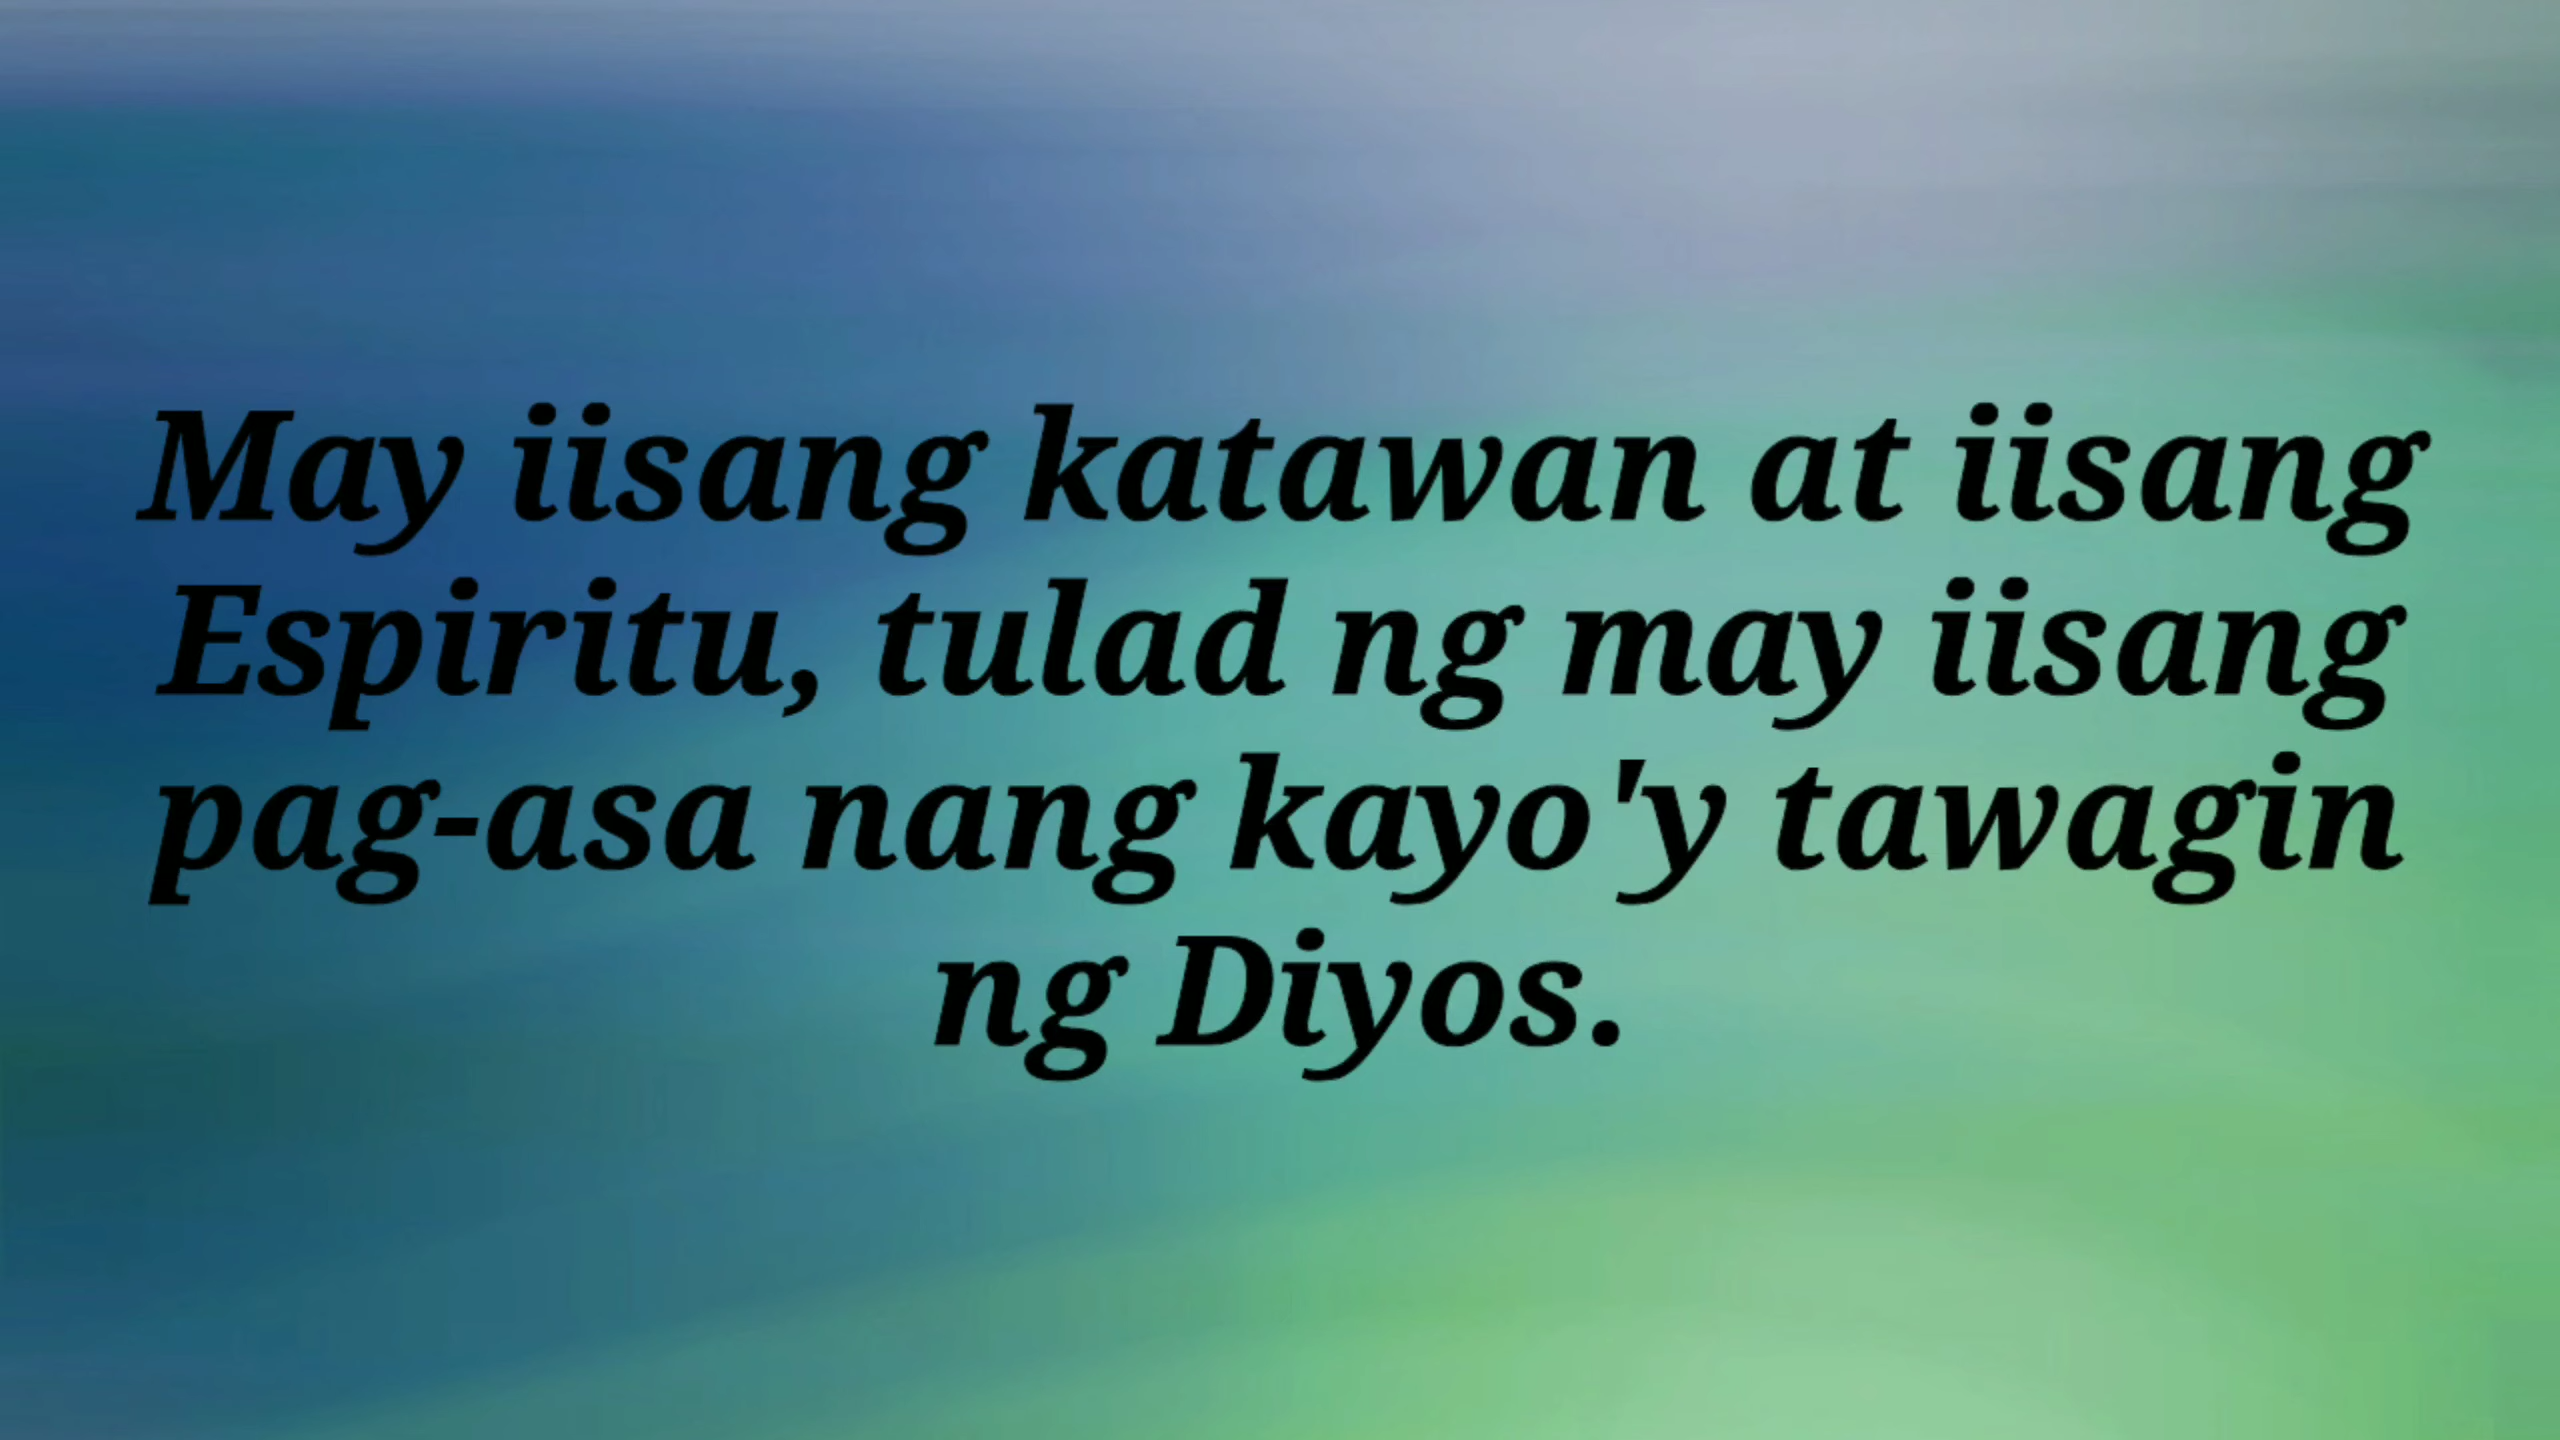 May iisang katawan at iisang
Espiritu, tulad ng may iisang
pag-asa nang kayo'y tawagin
ng Diyos.